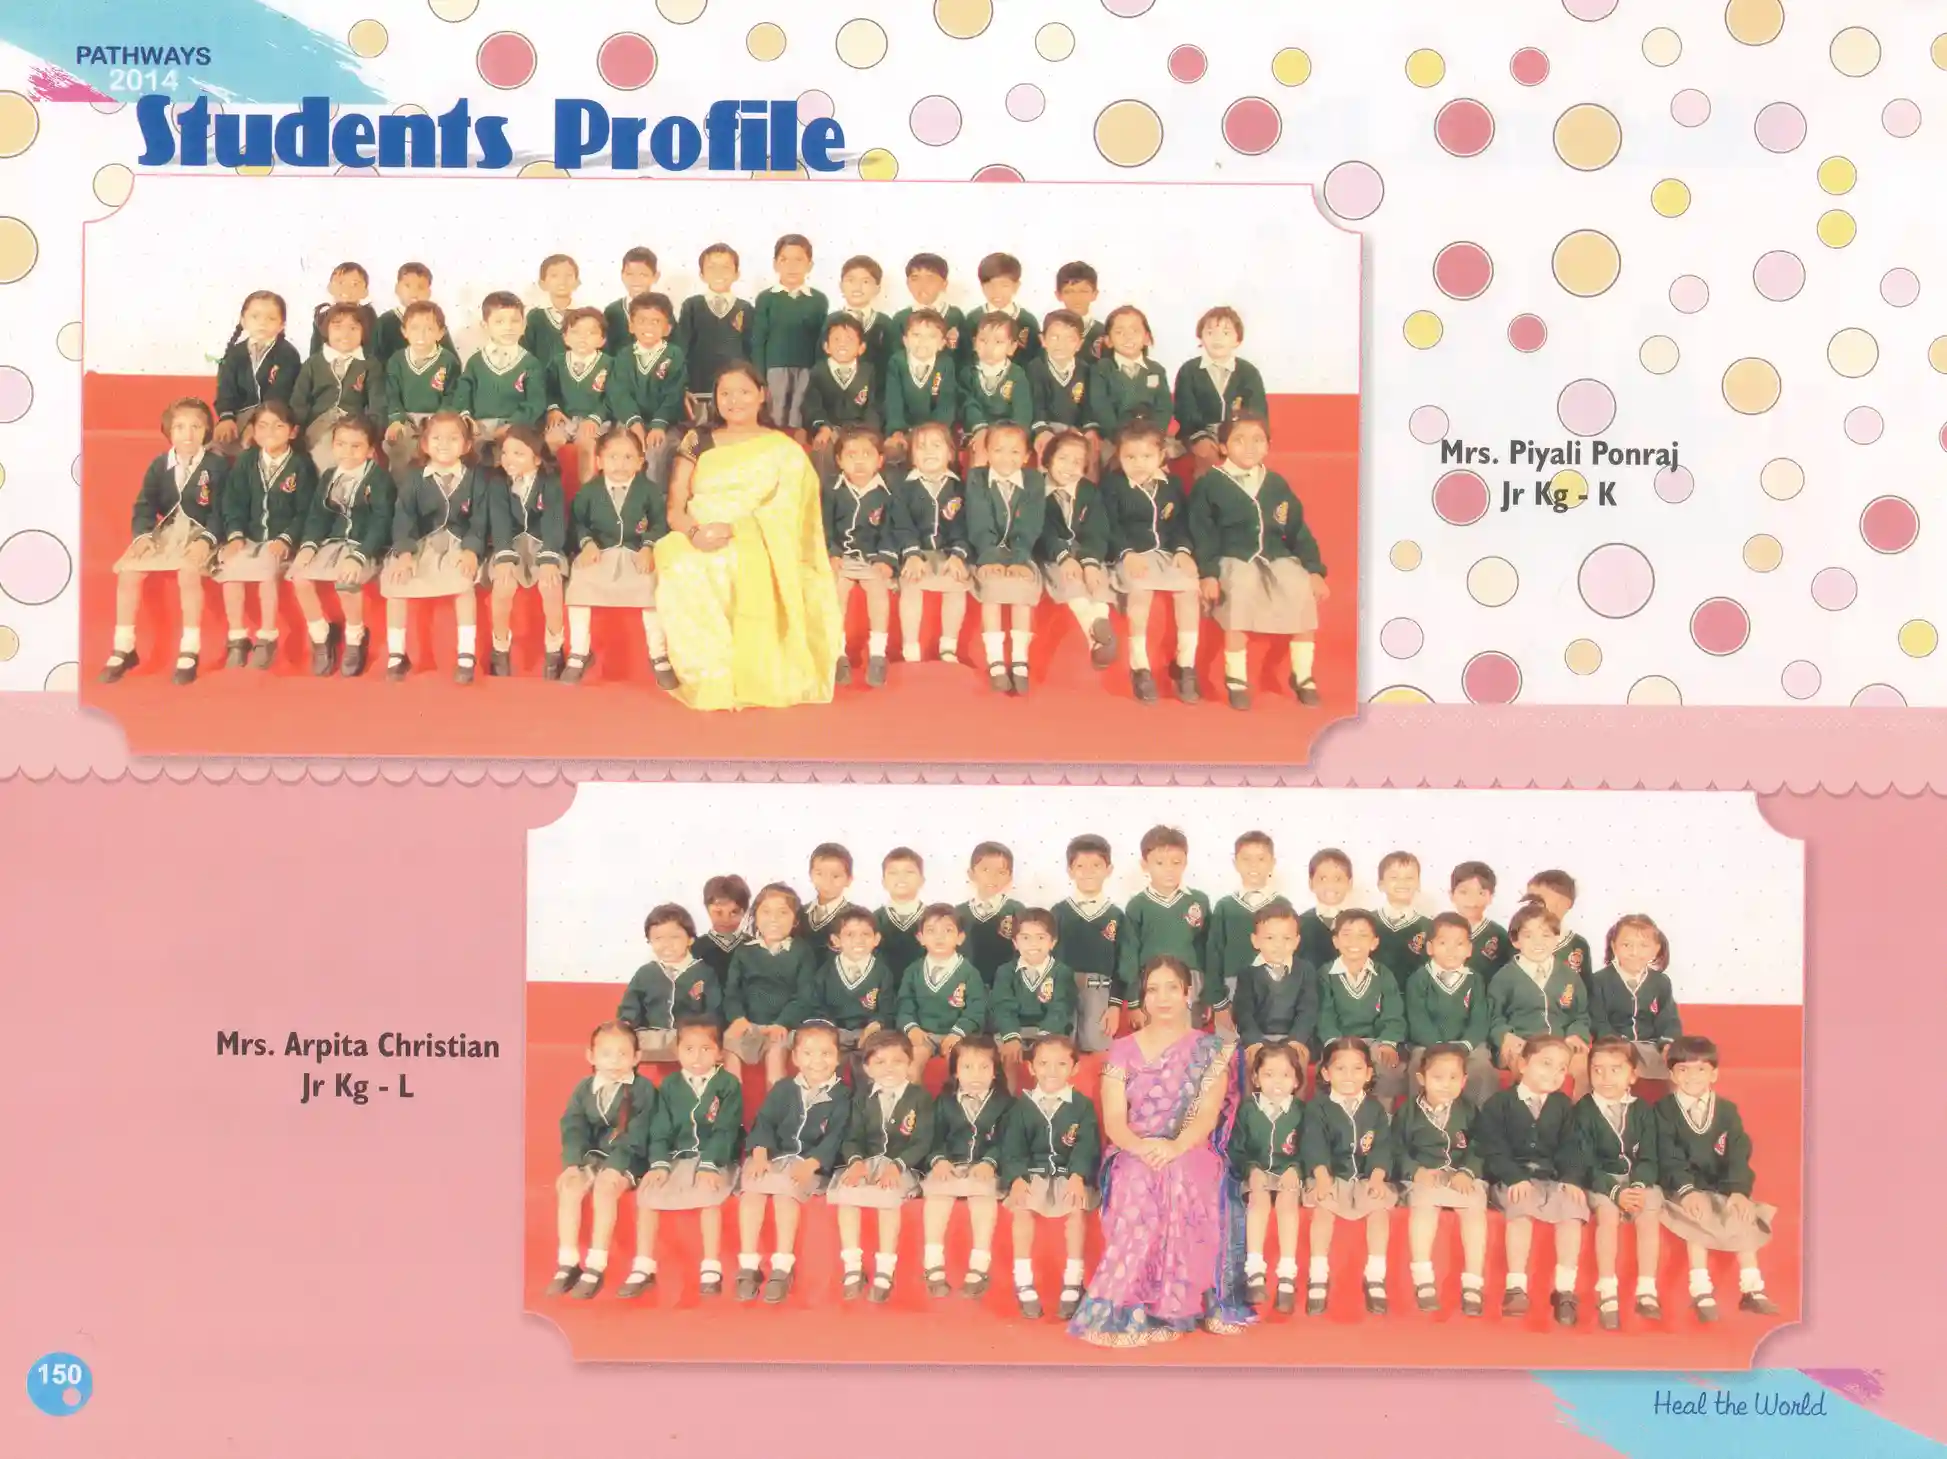 PATHWAYS
2014
Students Profile
Mrs. Piyali Ponraj
Jr Kg - K
Mrs. Arpita Christian
Jr Kg - L
150
Heal the World